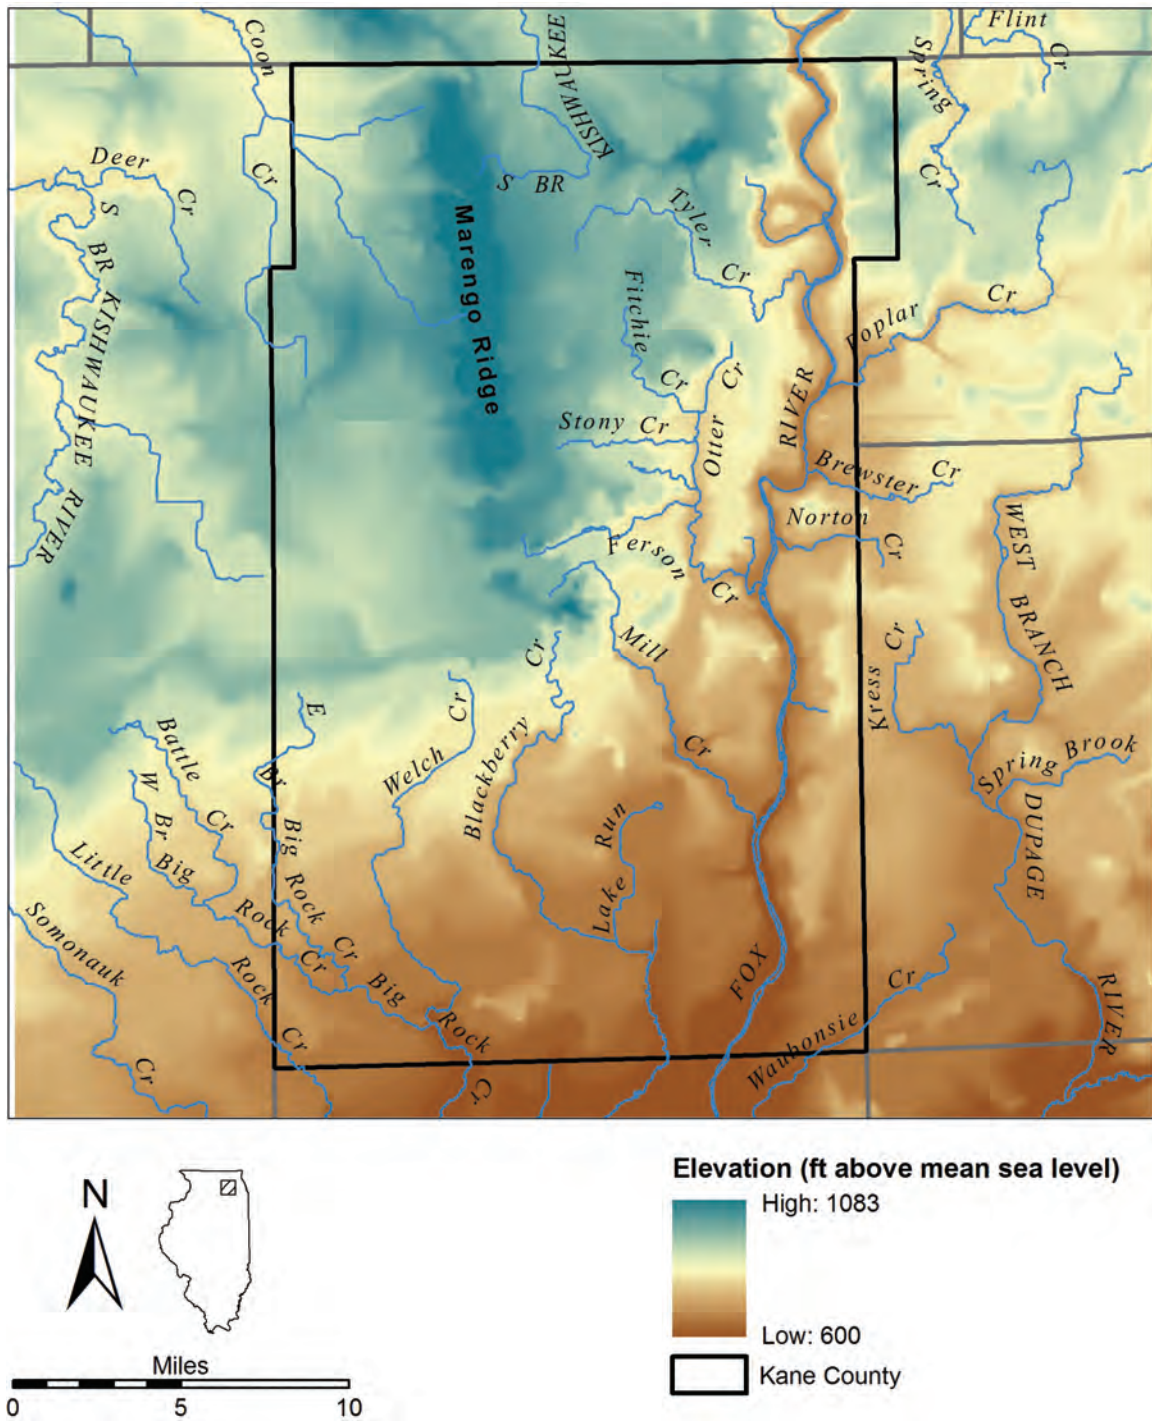 Flint
Cr
Coon
Cr
KISHWAUKEE
KISHWAUKEE
S BR
Spring
Cr
Deer
Cr
S BR KISHWAUKEE RIVER
Marengo Ridge
Tyler
Cr
Fitchie
Cr
Poplar
Cr
Stony Cr
Otter
Cr
RIVER
Brewster
Cr
Norton
Cr
Ferson
Cr
WEST BRANCH
Mill
Cr
Kress
Cr
Blackberry
Cr
Welch
Cr
E
Br
Big
Rock
Cr
Battle
Cr
W
Br
Big
Rock
Cr
Big
Rock
Cr
Little
Rock
Cr
Somonauk
Cr
Lake
Run
FOX
Spring Brook
DUPAGE
RIVER
Waubonsie
Cr
N
Miles
0 5 10
Elevation (ft above mean sea level)
High: 1083
Low: 600
Kane County